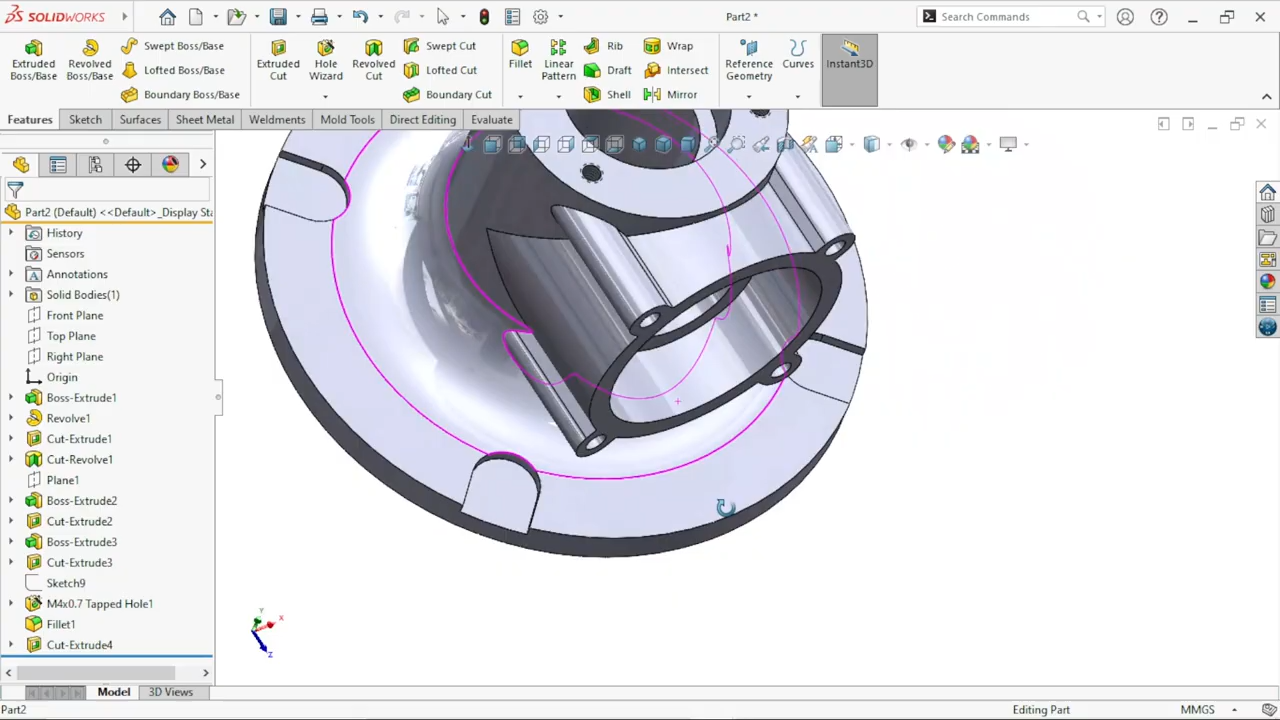 SOLIDWORKS
Part2 *
Search Commands
Extruded Boss/Base
Revolved Boss/Base
Swept Boss/Base
Lofted Boss/Base
Boundary Boss/Base
Extruded Cut
Hole Wizard
Revolved Cut
Swept Cut
Lofted Cut
Boundary Cut
Fillet
Linear Pattern
Rib
Draft
Shell
Wrap
Intersect
Mirror
Reference Geometry
Curves
Instant3D
Features
Sketch
Surfaces
Sheet Metal
Weldments
Mold Tools
Direct Editing
Evaluate
Part2 (Default) <<Default>_Display Sta
History
Sensors
Annotations
Solid Bodies(1)
Front Plane
Top Plane
Right Plane
Origin
Boss-Extrude1
Revolve1
Cut-Extrude1
Cut-Revolve1
Plane1
Boss-Extrude2
Cut-Extrude2
Boss-Extrude3
Cut-Extrude3
Sketch9
M4x0.7 Tapped Hole1
Fillet1
Cut-Extrude4
Y
X
Z
Model
3D Views
Part2
Editing Part
MMGS